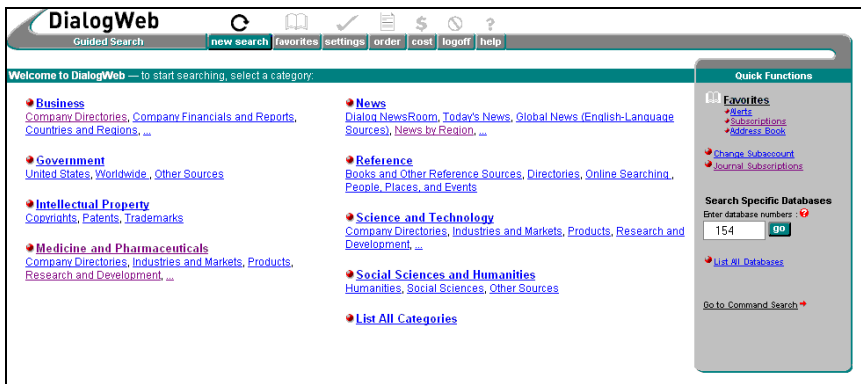 DialogWeb
Guided Search
new search favorites settings order cost logoff help
Welcome to DialogWeb — to start searching, select a category:
Business
Company Directories, Company Financials and Reports,
Countries and Regions, ...
Government
United States, Worldwide , Other Sources
Intellectual Property
Copyrights, Patents, Trademarks
Medicine and Pharmaceuticals
Company Directories, Industries and Markets, Products,
Research and Development, ...
News
Dialog NewsRoom, Today's News, Global News (English-Language
Sources), News by Region, ...
Reference
Books and Other Reference Sources, Directories, Online Searching ,
People, Places, and Events
Science and Technology
Company Directories, Industries and Markets, Products, Research and
Development, ...
Social Sciences and Humanities
Humanities, Social Sciences, Other Sources
List All Categories
Quick Functions
Favorites
Alerts
Subscriptions
Address Book
Change Subaccount
Journal Subscriptions
Search Specific Databases
Enter database numbers : ?
154 go
List All Databases
Go to Command Search